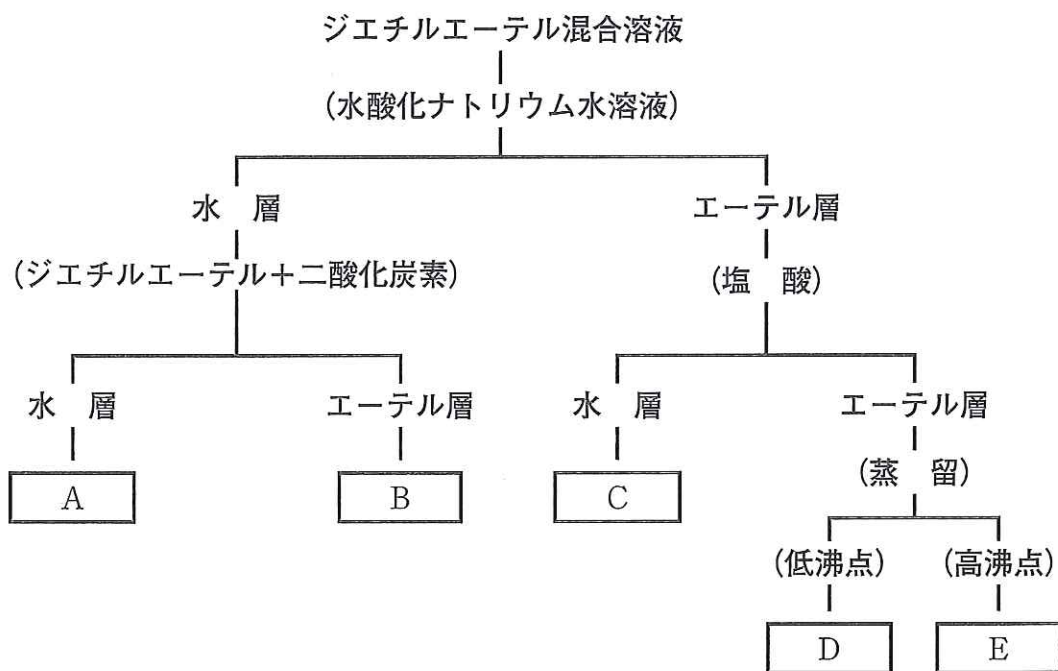 ジエチルエーテル混合溶液
(水酸化ナトリウム水溶液)
水 層
エーテル層
(ジエチルエーテル+二酸化炭素)
(塩 酸)
水 層
エーテル層
水 層
エーテル層
A
B
C
(蒸 留)
(低沸点)
(高沸点)
D
E